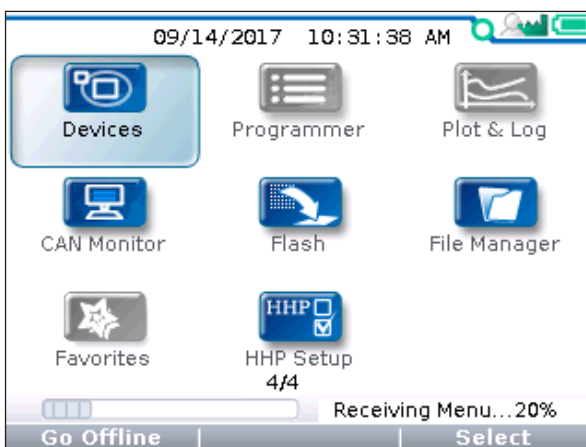 09/14/2017 10:31:38 AM
Devices
Programmer
Plot & Log
CAN Monitor
Flash
File Manager
Favorites
HHP
HHP Setup
4/4
Receiving Menu...20%
Go Offline
Select